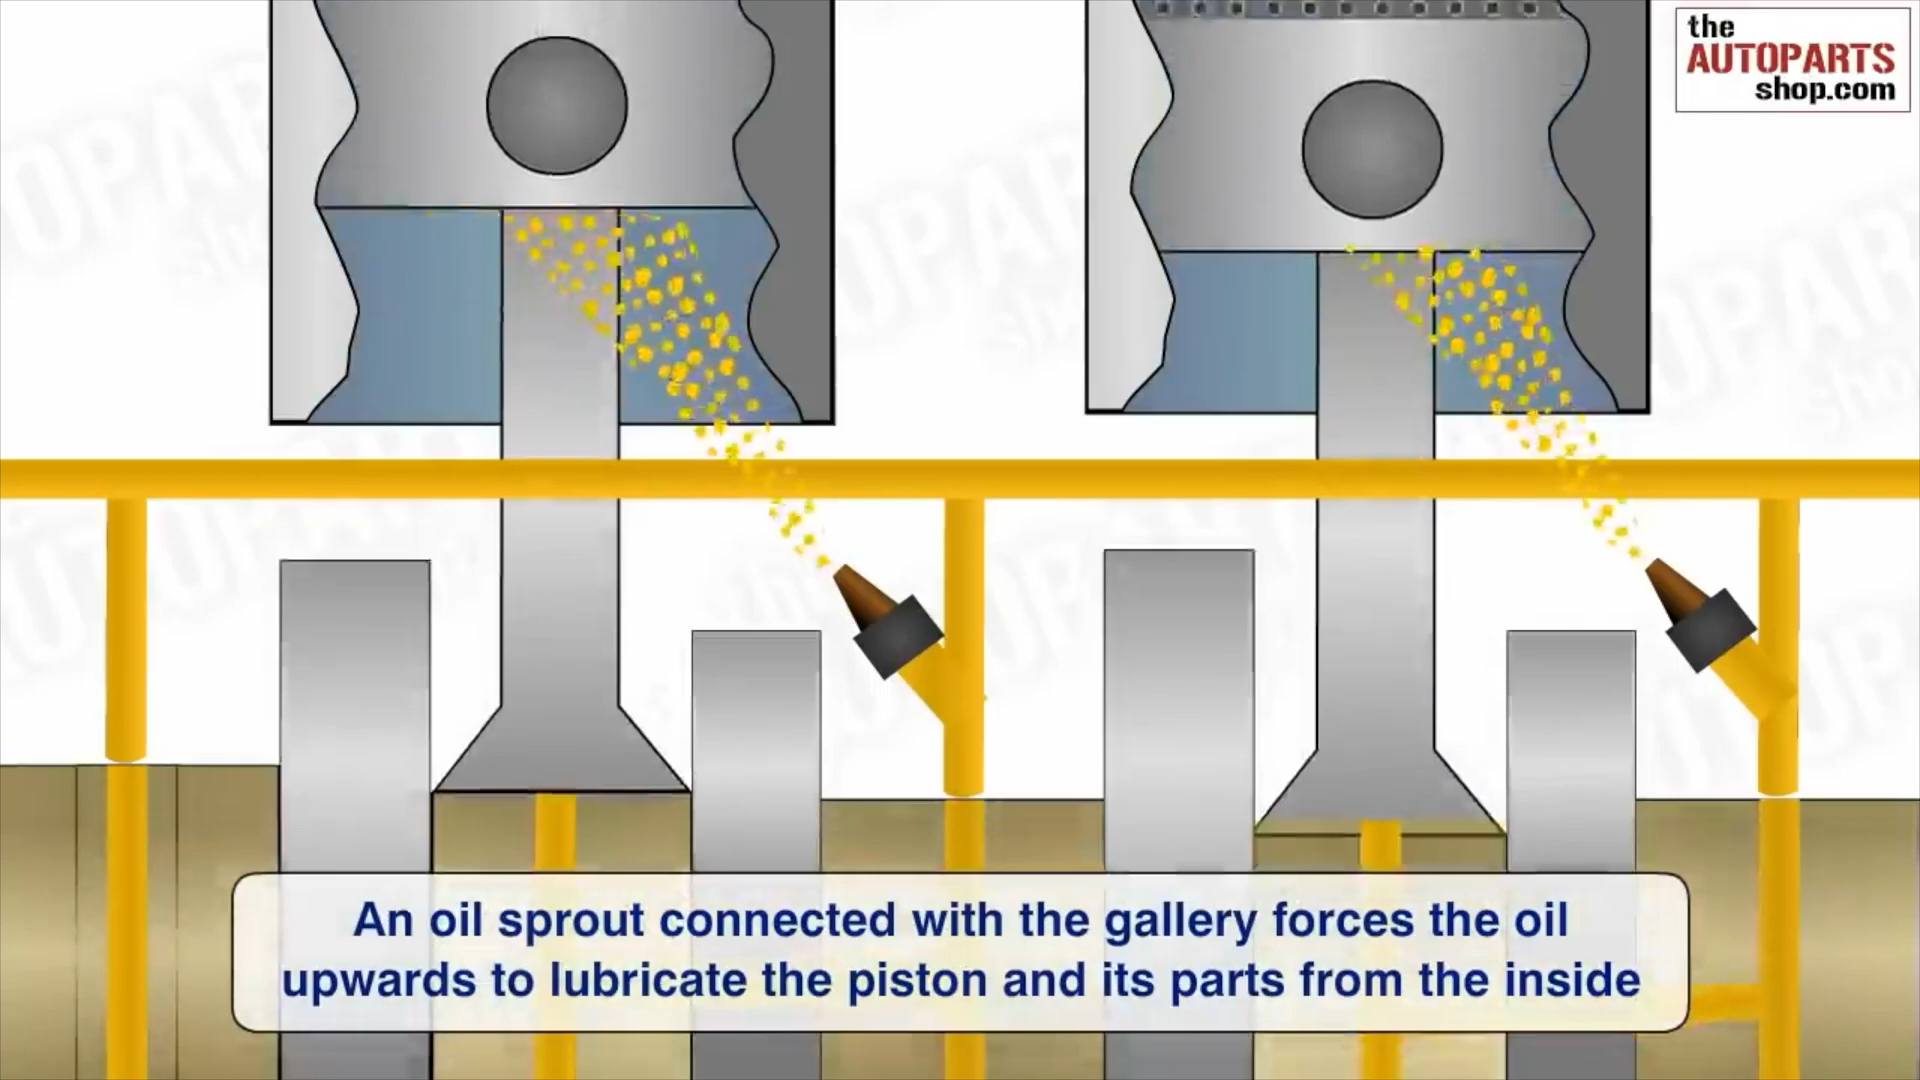 the
AUTOPARTS
shop.com
An oil sprout connected with the gallery forces the oil
upwards to lubricate the piston and its parts from the inside